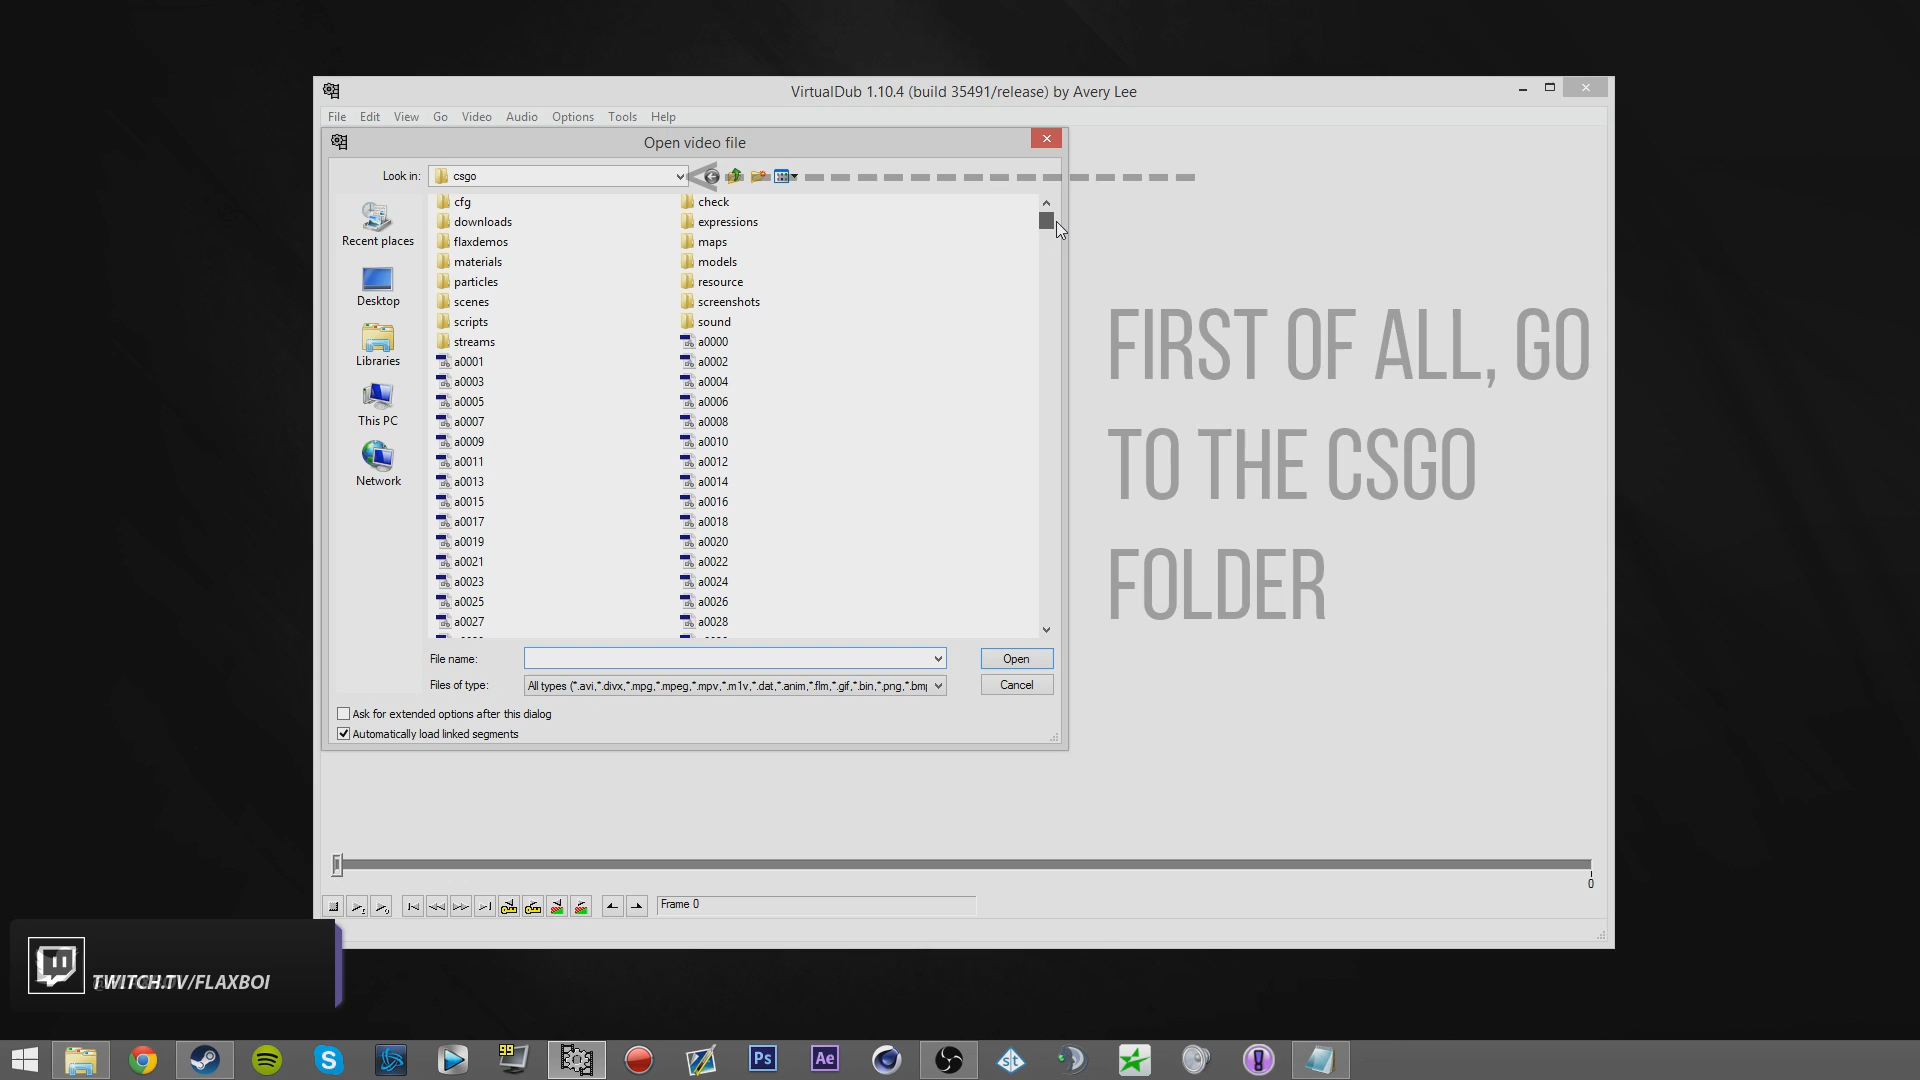 VirtualDub 1.10.4 (build 35491/release) by Avery Lee
File Edit View Go Video Audio Options Tools Help
Open video file
Look in: csgo
Recent places
Desktop
Libraries
This PC
Network
cfg check
downloads expressions
flaxdemos maps
materials models
particles resource
scenes screenshots
scripts sound
streams a0000
a0001 a0002
a0003 a0004
a0005 a0006
a0007 a0008
a0009 a0010
a0011 a0012
a0013 a0014
a0015 a0016
a0017 a0018
a0019 a0020
a0021 a0022
a0023 a0024
a0025 a0026
a0027 a0028
File name: Open
Files of type: All types (*.avi,*.divx,*.mpg,*.mpeg,*.mpv,*.m1v,*.dat,*.anim,*.flm,*.gif,*.bin,*.png,*.bm Cancel
Ask for extended options after this dialog
Automatically load linked segments
FIRST OF ALL, GO
TO THE CSGO
FOLDER
0
Frame 0
TWITCH.TV/FLAXBOI
99
Ps
Ae
st